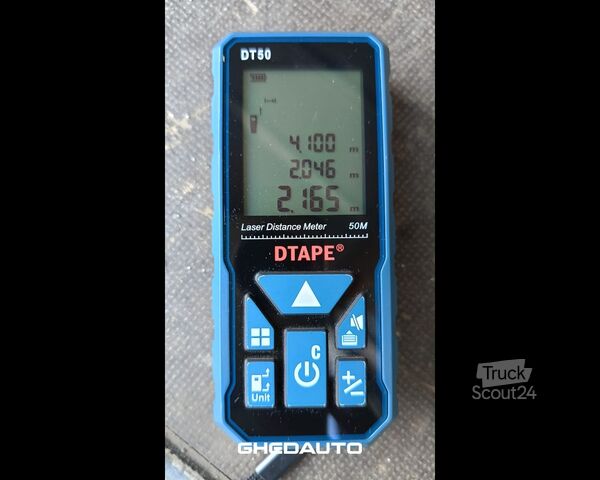 DT50
4.100 m
2.046 m
2.165 m
Laser Distance Meter 50M
DTAPE®
C
Unit
+/-
GHEDAUTO
Truck
Scout24